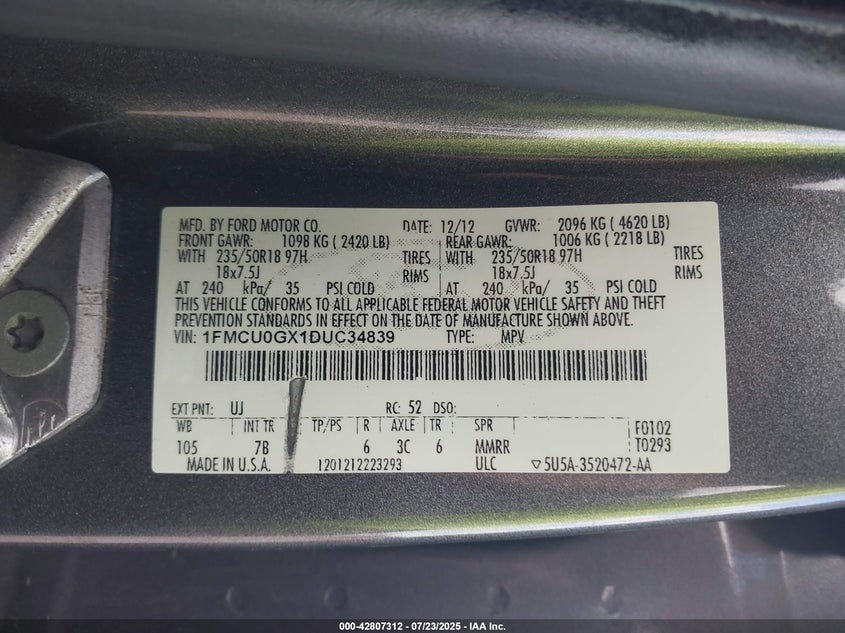 MFD. BY FORD MOTOR CO. DATE: 12/12 GVWR: 2096 KG ( 4620 LB)
FRONT GAWR: 1098 KG ( 2420 LB) REAR GAWR: 1006 KG ( 2218 LB)
WITH 235/50R18 97H TIRES WITH 235/50R18 97H TIRES
18x7.5J RIMS 18x7.5J RIMS
AT 240 kPa/ 35 PSI COLD AT 240 kPa/ 35 PSI COLD
THIS VEHICLE CONFORMS TO ALL APPLICABLE FEDERAL MOTOR VEHICLE SAFETY AND THEFT
PREVENTION STANDARDS IN EFFECT ON THE DATE OF MANUFACTURE SHOWN ABOVE.
VIN: 1FMCU0GX1DUC34839 TYPE: MPV
EXT PNT: UJ RC: 52 DSO:
WB INT TR TP/PS R AXLE TR SPR F0102
105 7B 6 3C 6 MMRR T0293
MADE IN U.S.A. 1201212223293 ULC ▽5U5A-3520472-AA
000-42807312 / 07/23/2025 - IAA Inc.